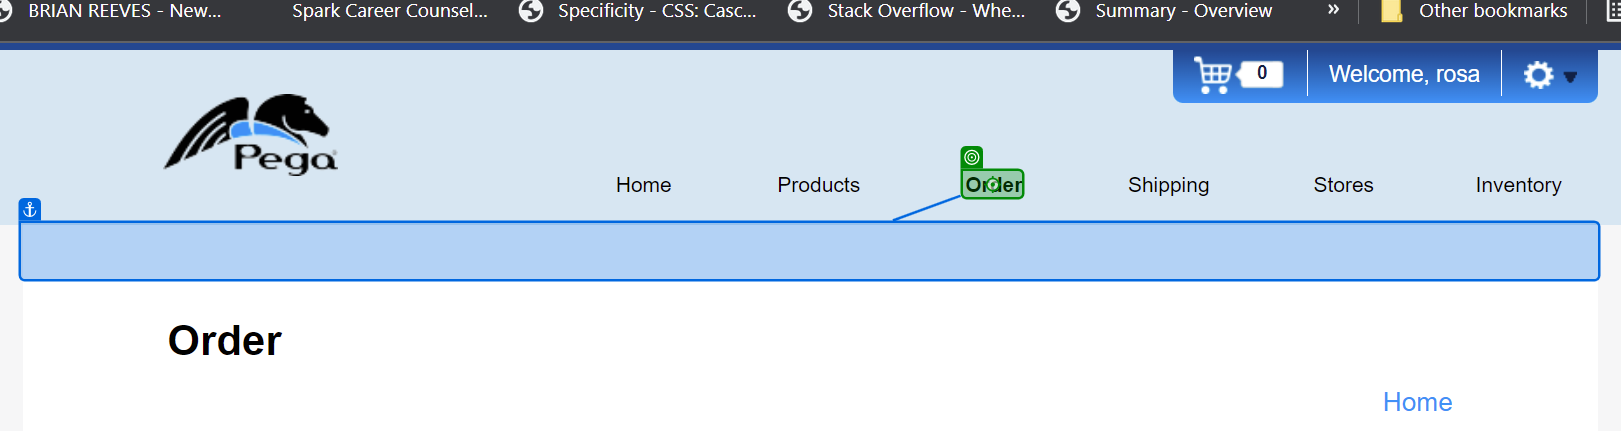 BRIAN REEVES - New... Spark Career Counsel... Specificity - CSS: Casc... Stack Overflow - Whe... Summary - Overview » Other bookmarks
0 Welcome, rosa
Pega
Home Products Order Shipping Stores Inventory
Order
Home